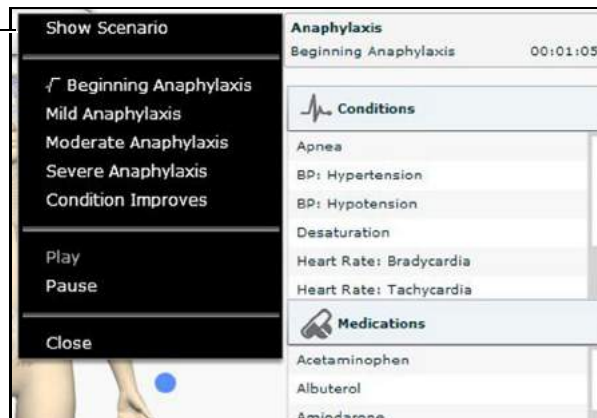 Show Scenario
√ Beginning Anaphylaxis
Mild Anaphylaxis
Moderate Anaphylaxis
Severe Anaphylaxis
Condition Improves
Play
Pause
Close
Anaphylaxis
Beginning Anaphylaxis 00:01:05
Conditions
Apnea
BP: Hypertension
BP: Hypotension
Desaturation
Heart Rate: Bradycardia
Heart Rate: Tachycardia
Medications
Acetaminophen
Albuterol
Amiodarone